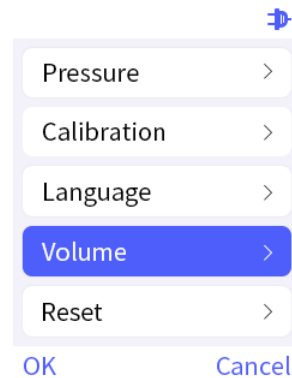 Pressure
Calibration
Language
Volume
Reset
OK Cancel